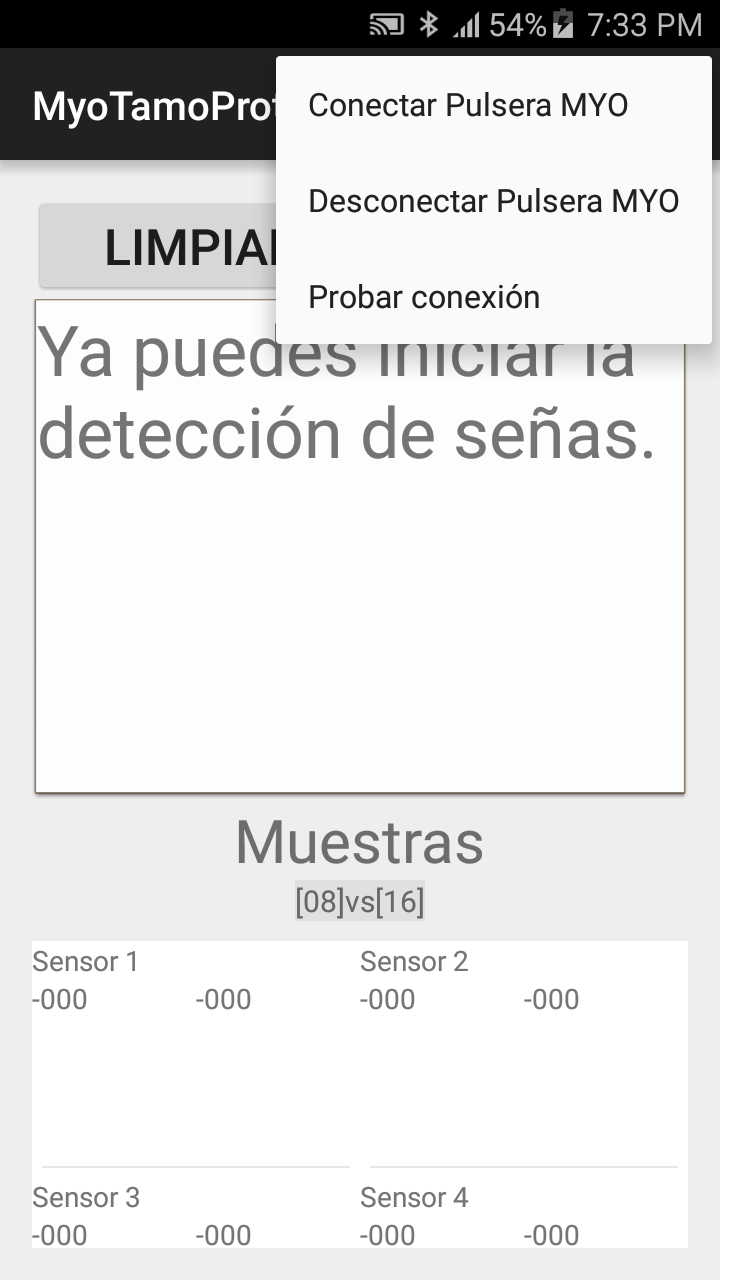 54% 7:33 PM
MyoTamoProt
Conectar Pulsera MYO
Desconectar Pulsera MYO
Probar conexión
LIMPIAR
Ya puedes iniciar la
detección de señas.
Muestras
[08]vs[16]
Sensor 1 Sensor 2
-000 -000 -000 -000
Sensor 3 Sensor 4
-000 -000 -000 -000